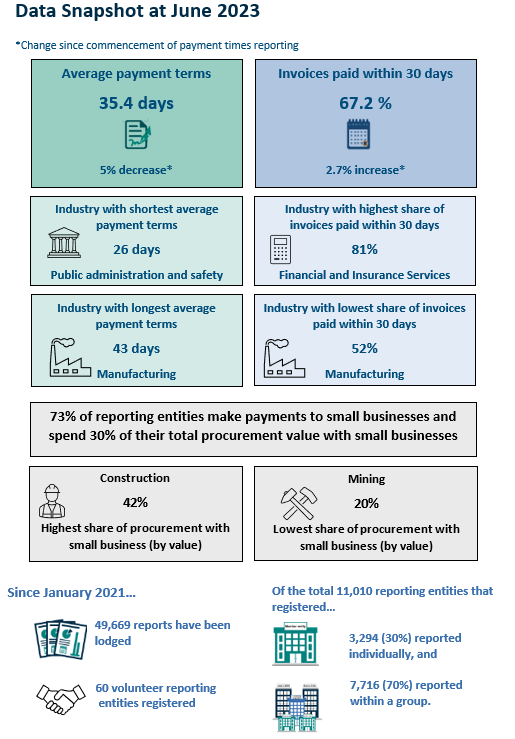 Data Snapshot at June 2023
*Change since commencement of payment times reporting
Average payment terms
35.4 days
5% decrease*
Invoices paid within 30 days
67.2 %
2.7% increase*
Industry with shortest average
payment terms
26 days
Public administration and safety
Industry with highest share of
invoices paid within 30 days
81%
Financial and Insurance Services
Industry with longest average
payment terms
43 days
Manufacturing
Industry with lowest share of invoices
paid within 30 days
52%
Manufacturing
73% of reporting entities make payments to small businesses and
spend 30% of their total procurement value with small businesses
Construction
42%
Highest share of procurement with
small business (by value)
Mining
20%
Lowest share of procurement with
small business (by value)
Since January 2021...
49,669 reports have been
lodged
60 volunteer reporting
entities registered
Of the total 11,010 reporting entities that
registered...
3,294 (30%) reported
individually, and
7,716 (70%) reported
within a group.